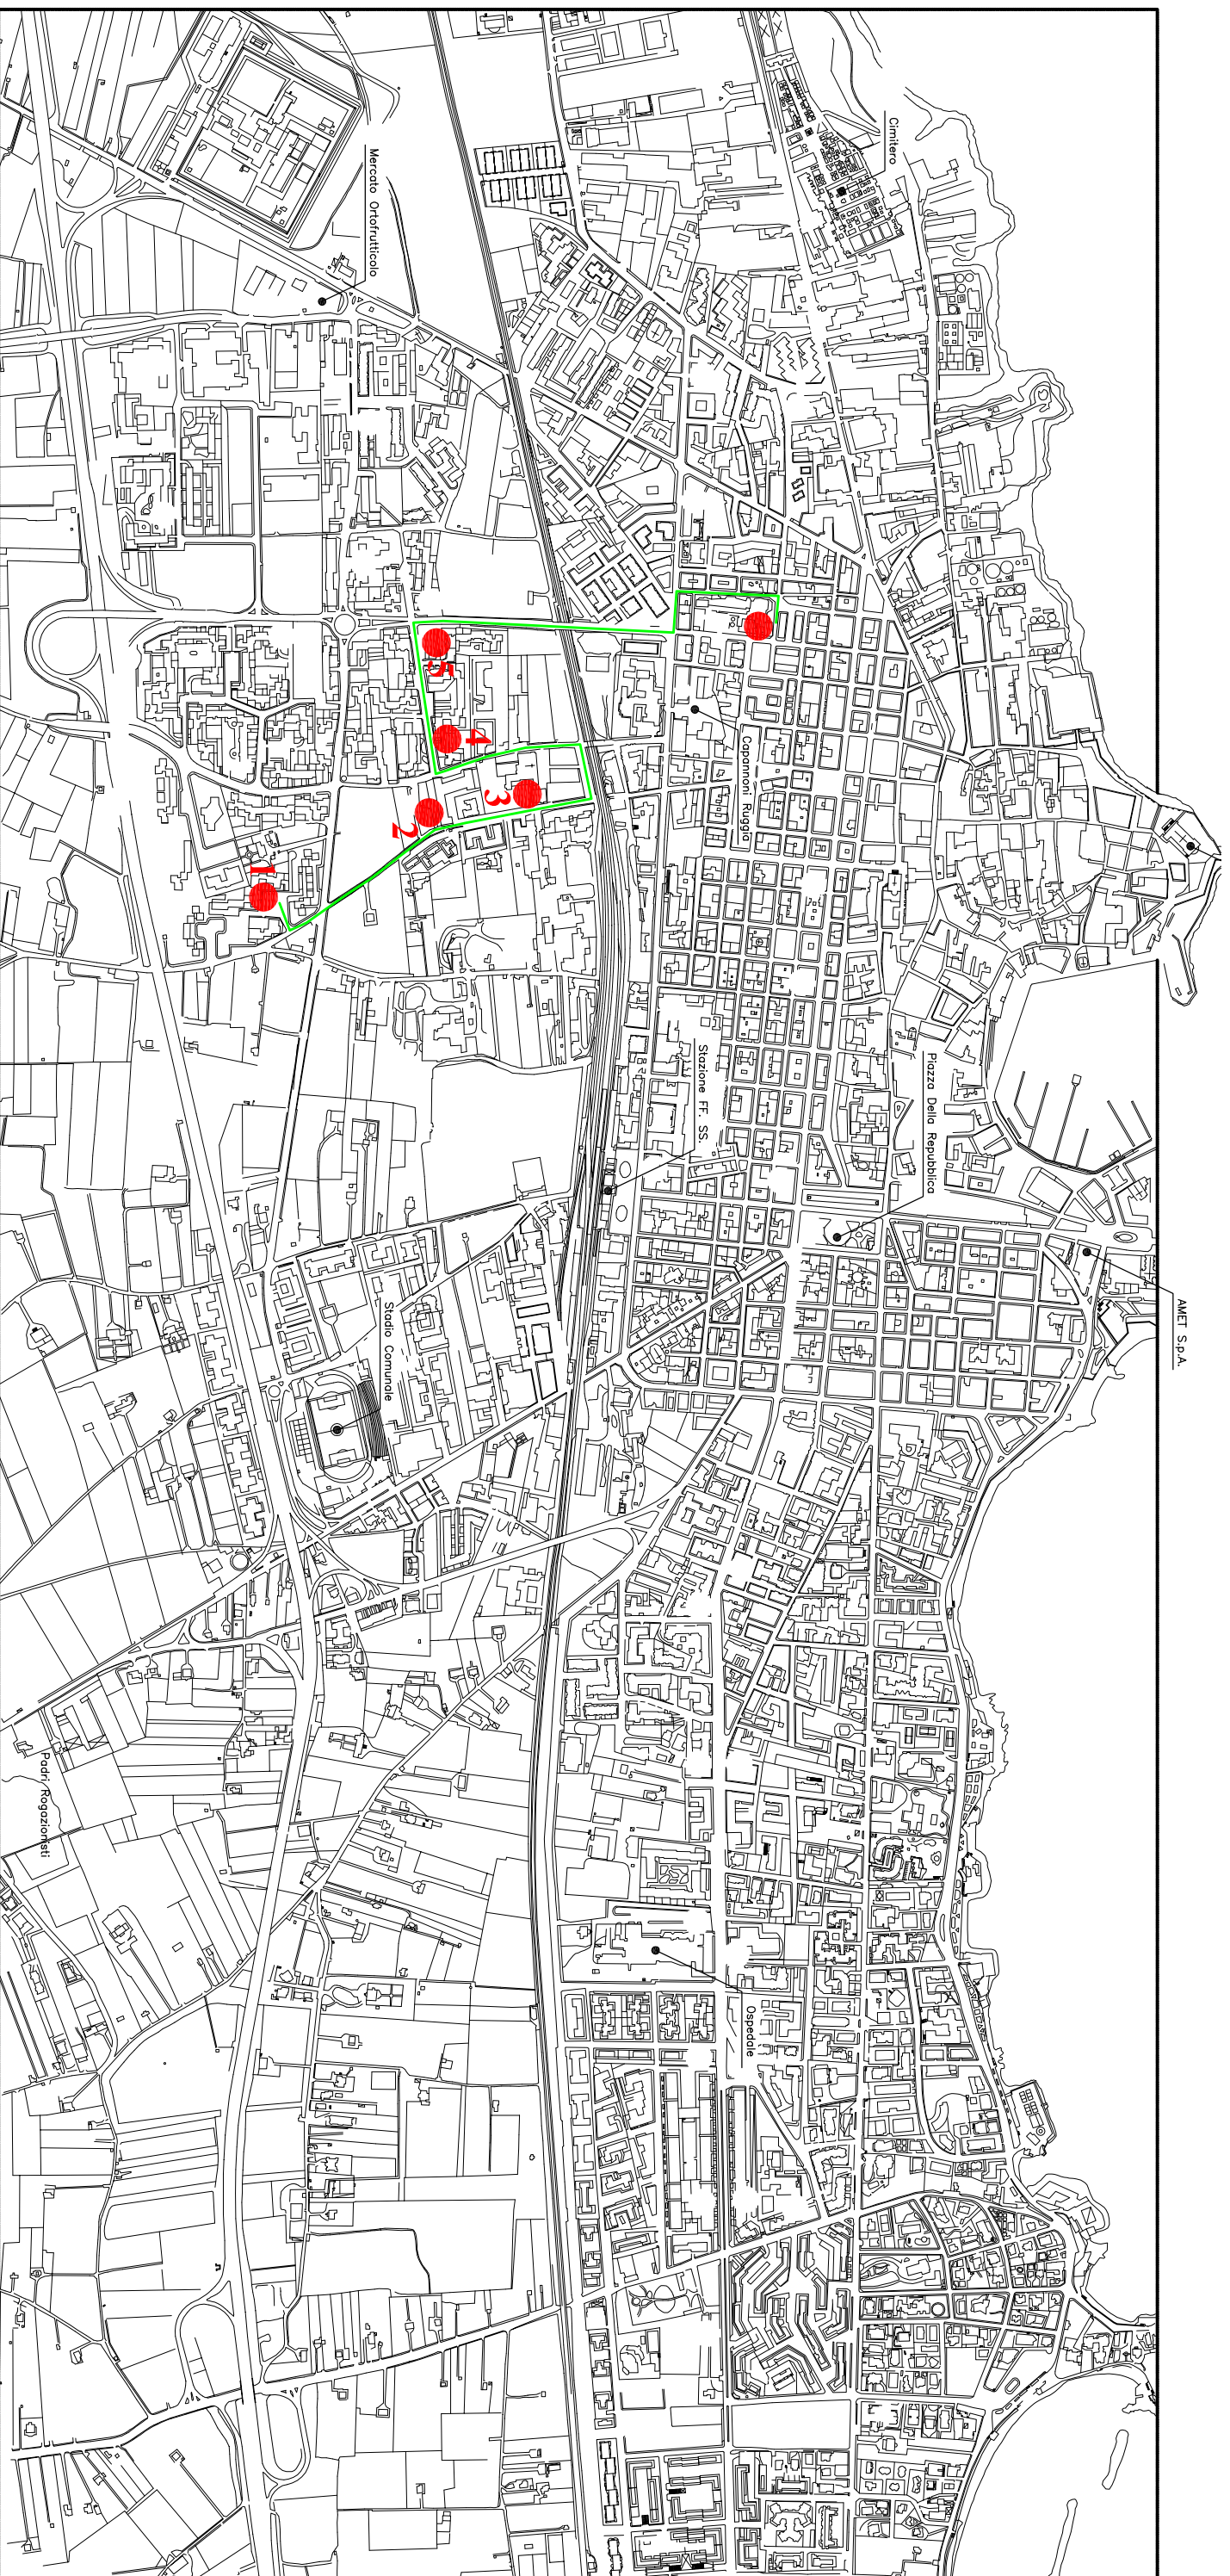 Cimitero
Mercato Ortofrutticolo
Capannoni Ruggia
5
4
3
2
1
Stazione FF. SS.
Piazza Della Repubblica
AMET S.p.A.
Stadio Comunale
Padri Rogazionisti
Ospedale